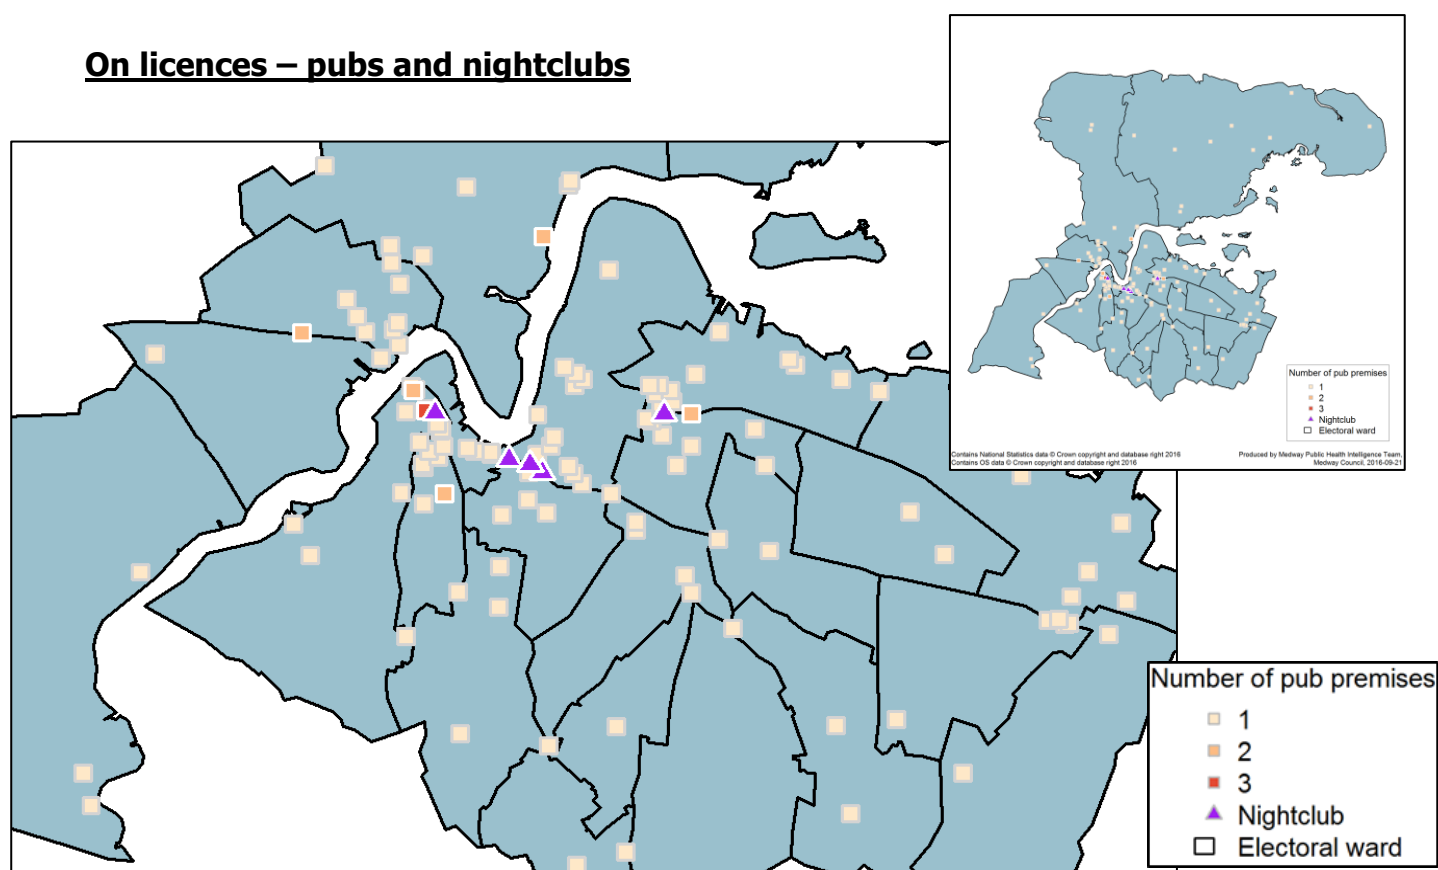 On licences – pubs and nightclubs
Number of pub premises
1
2
3
Nightclub
Electoral ward
Contains National Statistics data © Crown copyright and database right 2016
Contains OS data © Crown copyright and database right 2016
Produced by Medway Public Health Intelligence Team,
Medway Council, 2016-09-21
Number of pub premises
1
2
3
Nightclub
Electoral ward